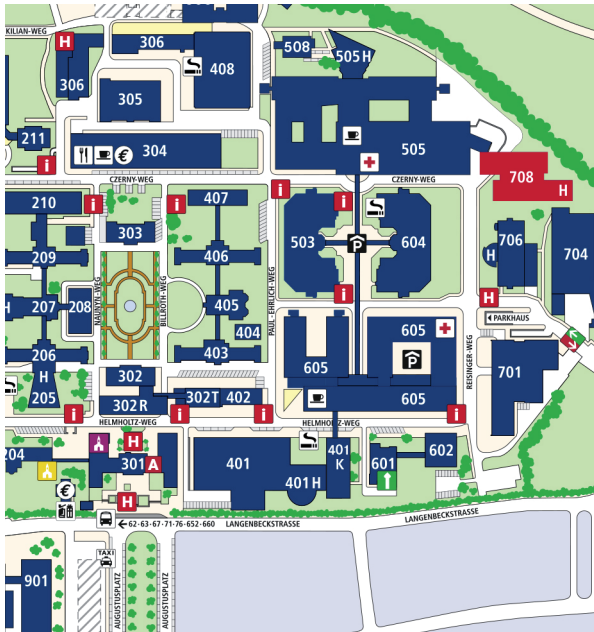 KILIAN-WEG
H
306
306
408
508
505 H
305
211
i
304
€
505
CZERNY-WEG
CZERNY-WEG
708
H
210
i
i
407
i
i
303
503
604
706
H
704
209
406
P
NAUNYN-WEG
BILLROTH-WEG
PAUL-EHRLICH-WEG
H
207
208
405
i
H
PARKHAUS
404
605
605
REISINGER-WEG
206
403
P
701
H
205
302
302T
402
605
605
302R
i
i
i
i
HELMHOLTZ-WEG
HELMHOLTZ-WEG
H
204
301
A
401
401
K
401 H
601
602
€
H
62·63·67·71·76·652·660
LANGENBECKSTRASSE
LANGENBECKSTRASSE
TAXI
901
AUGUSTUSPLATZ
AUGUSTUSPLATZ